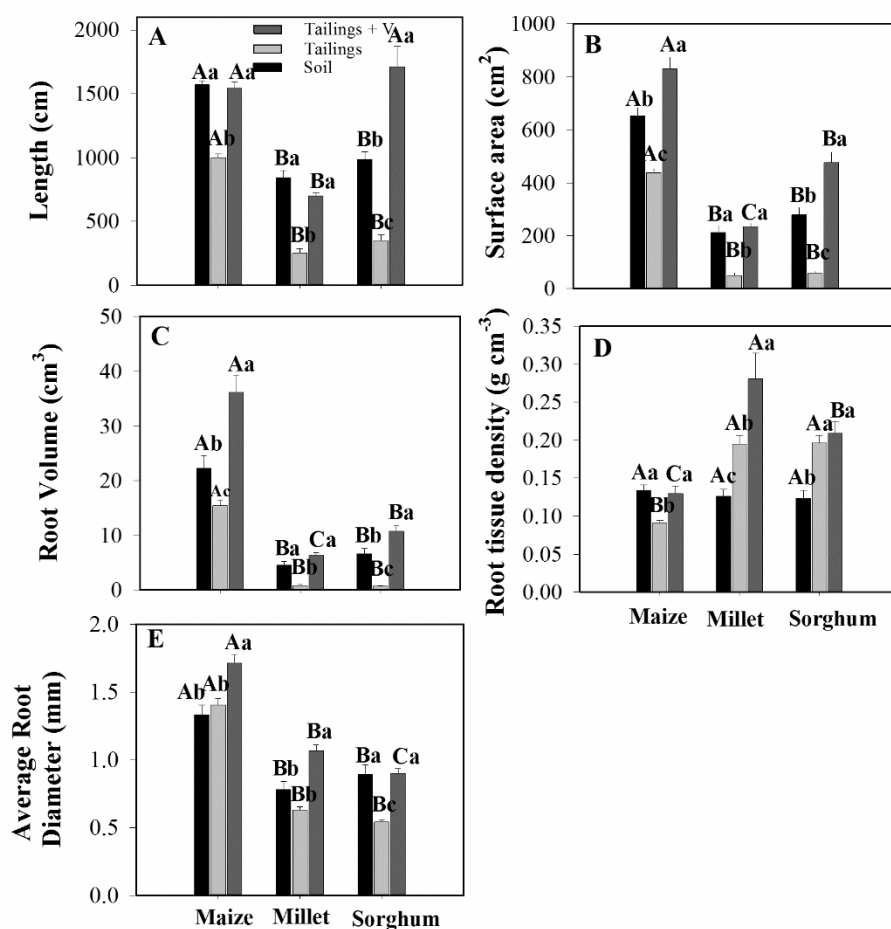 A
Length (cm)
2000
1500
1000
500
0
Tailings + V
Tailings
Soil
Aa Ab Aa
Ba Bb Ba
Bb Bc Aa
B
Surface area (cm²)
1000
800
600
400
200
0
Ab Ac Aa
Ba Bb Ca
Bb Bc Ba
C
Root Volume (cm³)
50
40
30
20
10
0
Ab Ac Aa
Ba Bb Ca
Bb Bc Ba
D
Root tissue density (g cm⁻³)
0.35
0.30
0.25
0.20
0.15
0.10
0.05
0.00
Aa Bb Ca
Ac Ab Aa
Ab Aa Ba
Maize Millet Sorghum
E
Average Root
Diameter (mm)
2.0
1.5
1.0
0.5
0.0
Ab Ab Aa
Bb Bb Ba
Ba Bc Ca
Maize Millet Sorghum